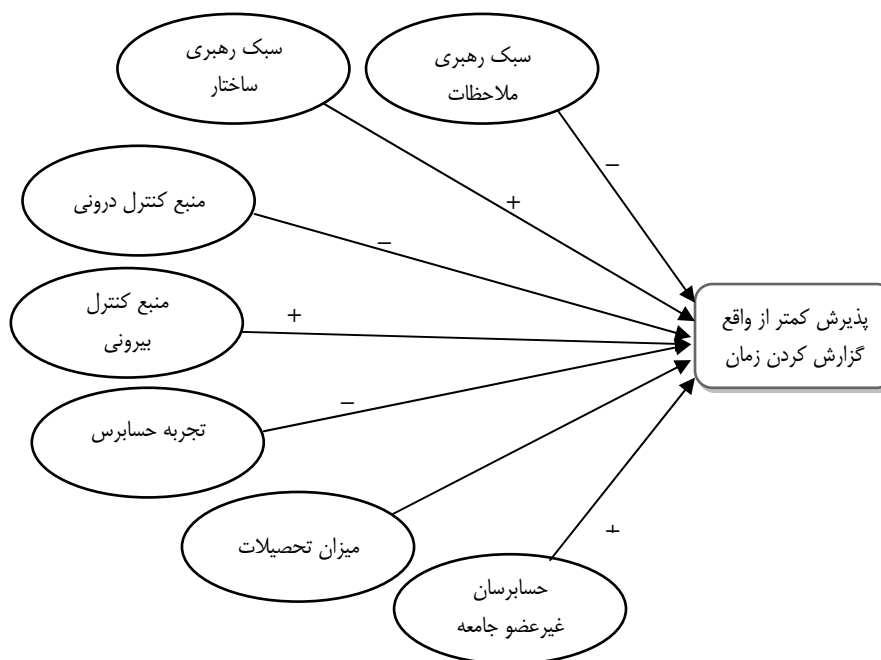 سبک رهبری
ساختار
سبک رهبری
ملاحظات
–
+
منبع کنترل درونی
–
منبع کنترل
بیرونی
+
پذیرش کمتر از واقع
گزارش کردن زمان
تجربه حسابرس
–
میزان تحصیلات
+
حسابرسان
غیرعضو جامعه